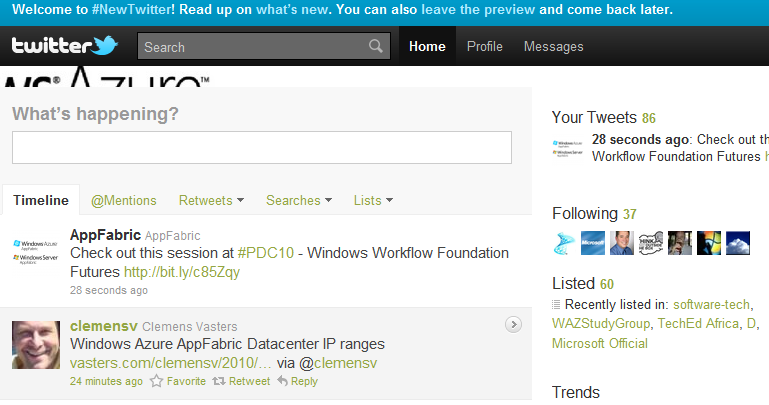 Welcome to #NewTwitter! Read up on what's new. You can also leave the preview and come back later.
twitter
Search
Home
Profile
Messages
Azure™
What's happening?
Timeline
@Mentions
Retweets
Searches
Lists
AppFabric AppFabric
Check out this session at #PDC10 - Windows Workflow Foundation
Futures http://bit.ly/c85Zqy
28 seconds ago
clemensv Clemens Vasters
Windows Azure AppFabric Datacenter IP ranges
vasters.com/clemensv/2010/… via @clemensv
24 minutes ago Favorite Retweet Reply
Your Tweets 86
28 seconds ago: Check out th
Workflow Foundation Futures h
Following 37
Listed 60
Recently listed in: software-tech,
WAZStudyGroup, TechEd Africa, D,
Microsoft Official
Trends